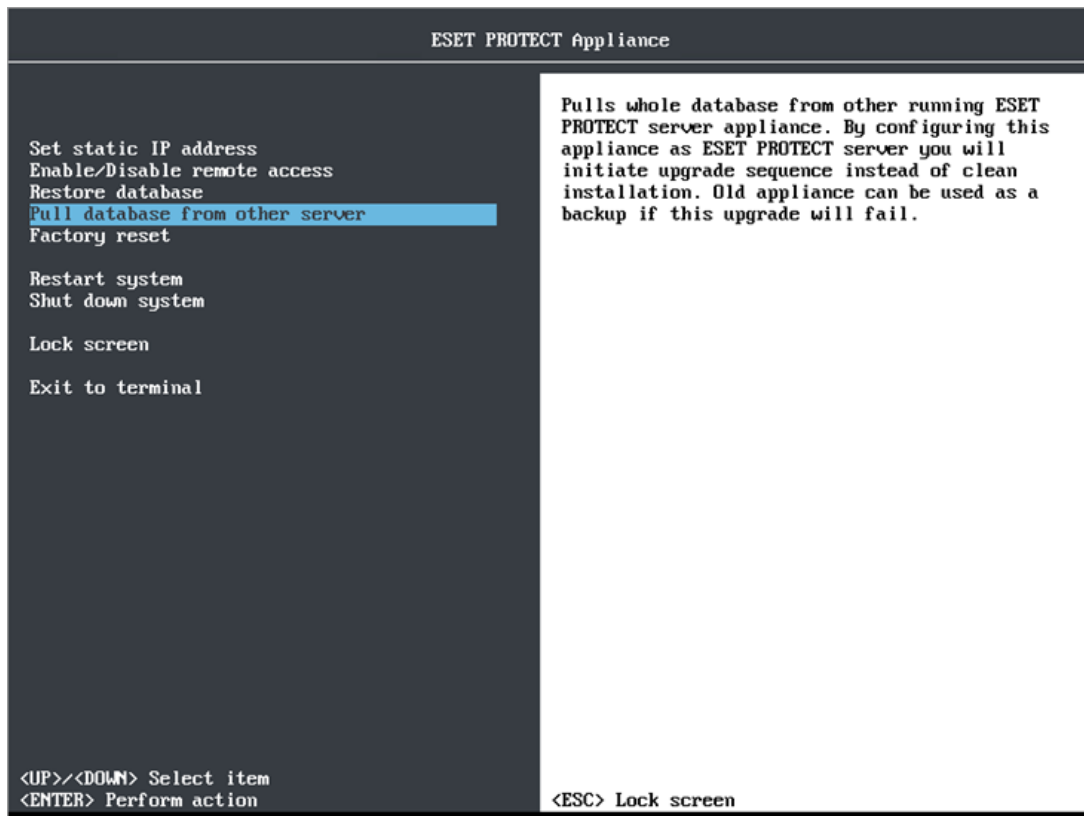 ESET PROTECT Appliance
Set static IP address
Enable/Disable remote access
Restore database
Pull database from other server
Factory reset
Restart system
Shut down system
Lock screen
Exit to terminal
<UP>/<DOWN> Select item
<ENTER> Perform action
Pulls whole database from other running ESET
PROTECT server appliance. By configuring this
appliance as ESET PROTECT server you will
initiate upgrade sequence instead of clean
installation. Old appliance can be used as a
backup if this upgrade will fail.
<ESC> Lock screen